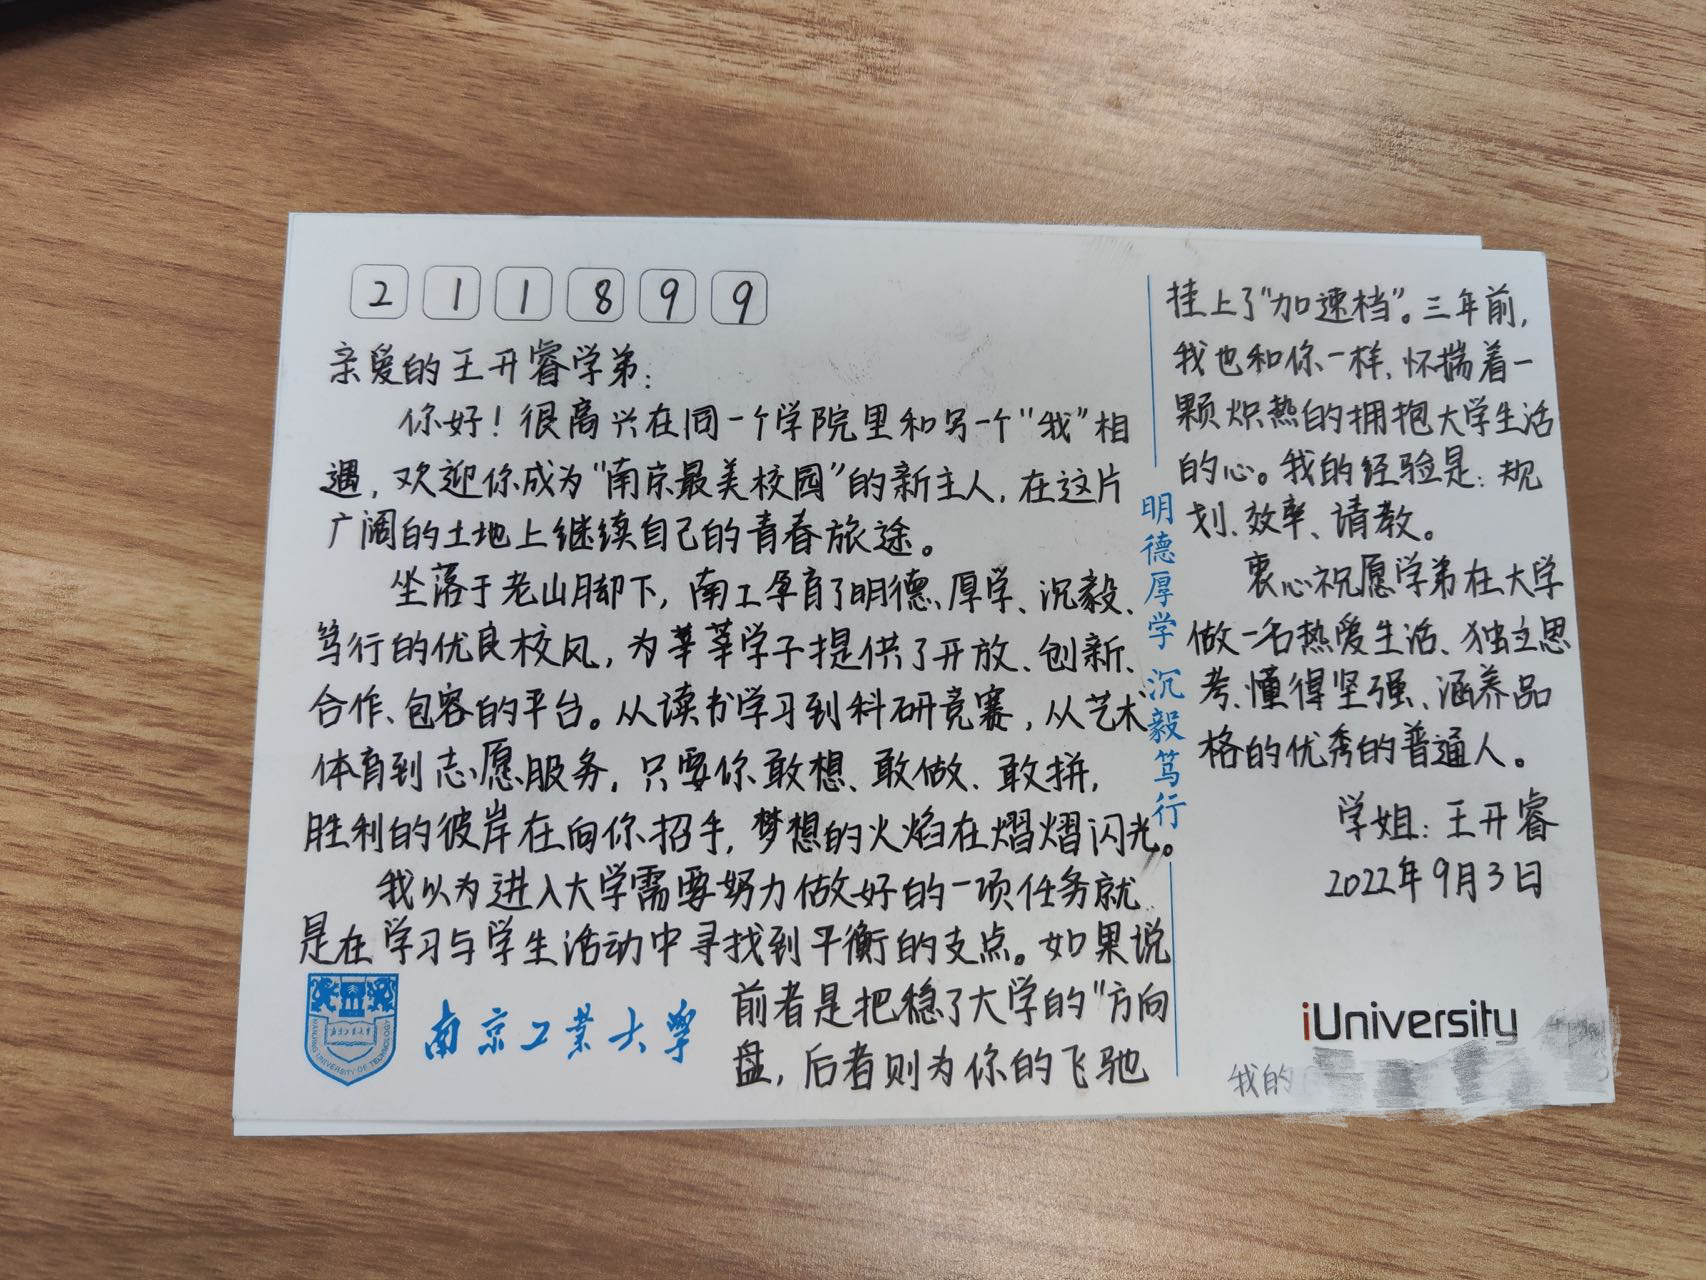 211899
亲爱的王开睿学弟：
你好！很高兴在同一个学院里和另一个“我”相
遇，欢迎你成为“南京最美校园”的新主人，在这片
广阔的土地上继续自己的青春旅途。
坐落于老山脚下，南工孕育了明德、厚学、沉毅、
笃行的优良校风，为莘莘学子提供了开放、创新、
合作、包容的平台。从读书学习到科研竞赛，从艺术
体育到志愿服务，只要你敢想、敢做、敢拼，
胜利的彼岸在向你招手，梦想的火焰在熠熠闪光。
我以为进入大学需要努力做好的一项任务就
是在学习与学生活动中寻找到平衡的支点。如果说
前者是把稳了大学的“方向
盘，后者则为你的飞驰
挂上了“加速档”。三年前，
我也和你一样，怀揣着一
颗炽热的拥抱大学生活
的心。我的经验是：规
划、效率、请教。
衷心祝愿学弟在大学
做一名热爱生活、独立思
考、懂得坚强、涵养品
格的优秀的普通人。
学姐：王开睿
2022年9月3日
明德厚学 沉毅笃行
NANJING UNIVERSITY OF TECHNOLOGY
南京工业大学
iUniversity
我的